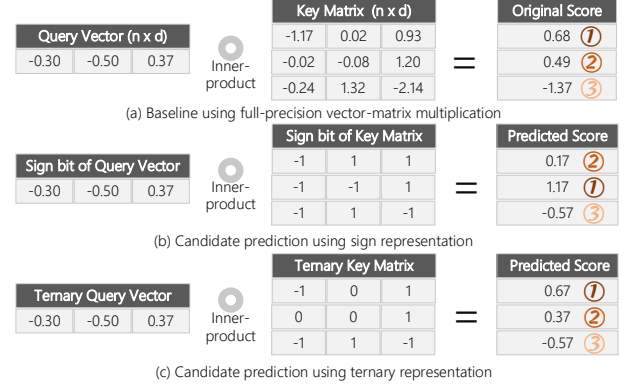 Query Vector (n x d)
-0.30 -0.50 0.37
Inner-
product
Key Matrix (n x d)
-1.17 0.02 0.93
-0.02 -0.08 1.20
-0.24 1.32 -2.14
=
Original Score
0.68 1
0.49 2
-1.37 3
(a) Baseline using full-precision vector-matrix multiplication
Sign bit of Query Vector
-0.30 -0.50 0.37
Inner-
product
Sign bit of Key Matrix
-1 1 1
-1 -1 1
-1 1 -1
=
Predicted Score
0.17 2
1.17 1
-0.57 3
(b) Candidate prediction using sign representation
Ternary Query Vector
-0.30 -0.50 0.37
Inner-
product
Ternary Key Matrix
-1 0 1
0 0 1
-1 1 -1
=
Predicted Score
0.67 1
0.37 2
-0.57 3
(c) Candidate prediction using ternary representation